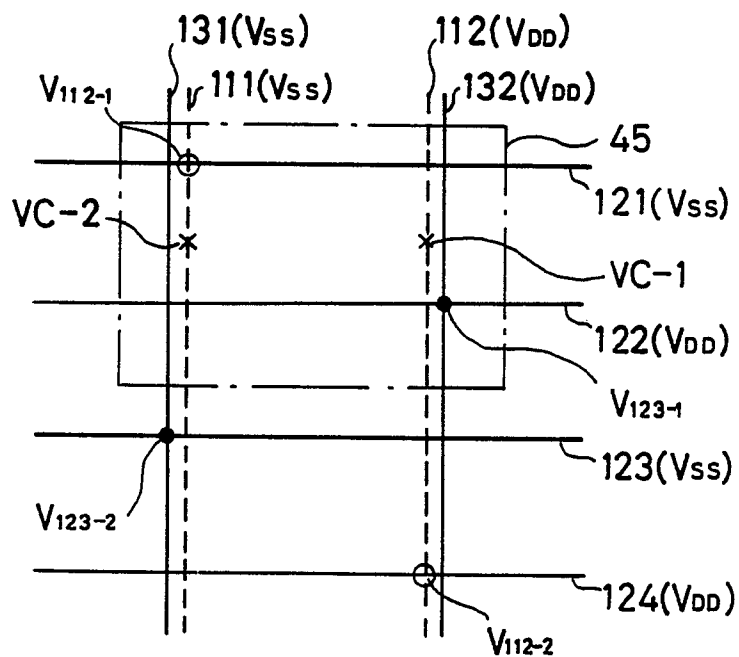 131(VSS)
112(VDD)
V112-1
111(VSS)
132(VDD)
45
121(VSS)
VC-2
VC-1
122(VDD)
V123-1
123(VSS)
V123-2
124(VDD)
V112-2